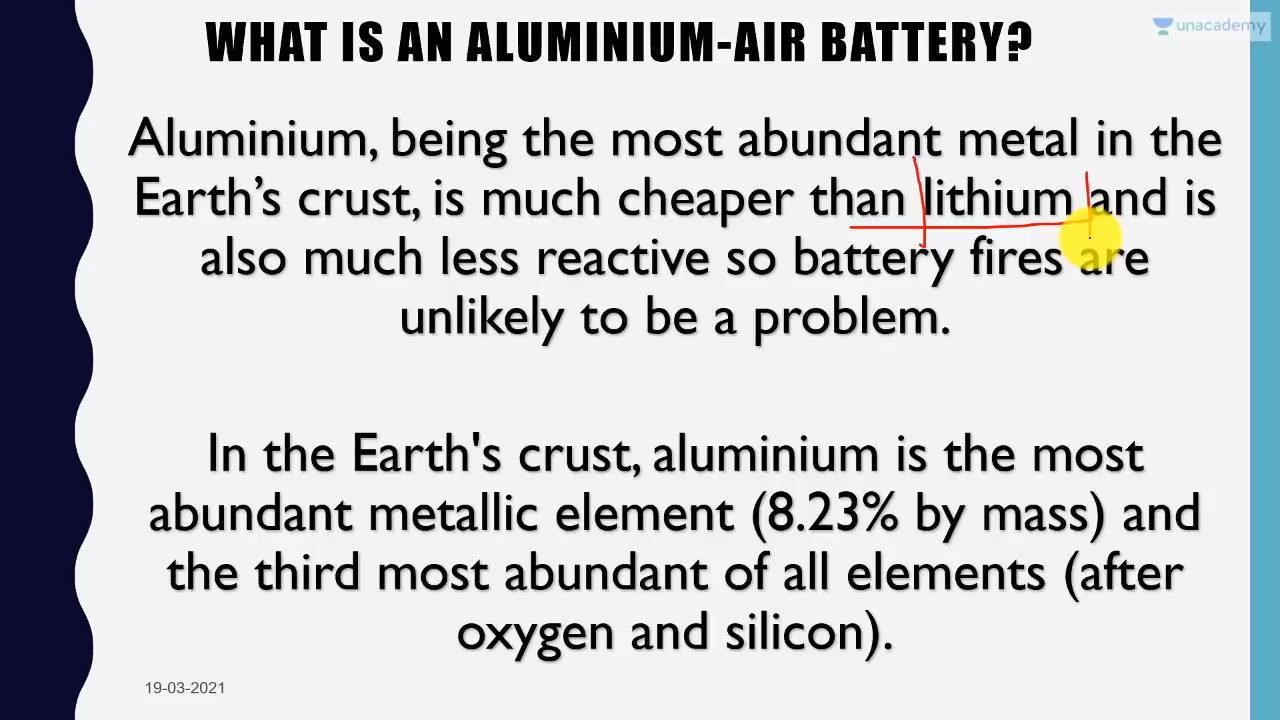 WHAT IS AN ALUMINIUM-AIR BATTERY?
unacademy
Aluminium, being the most abundant metal in the
Earth’s crust, is much cheaper than lithium and is
also much less reactive so battery fires are
unlikely to be a problem.
In the Earth's crust, aluminium is the most
abundant metallic element (8.23% by mass) and
the third most abundant of all elements (after
oxygen and silicon).
19-03-2021